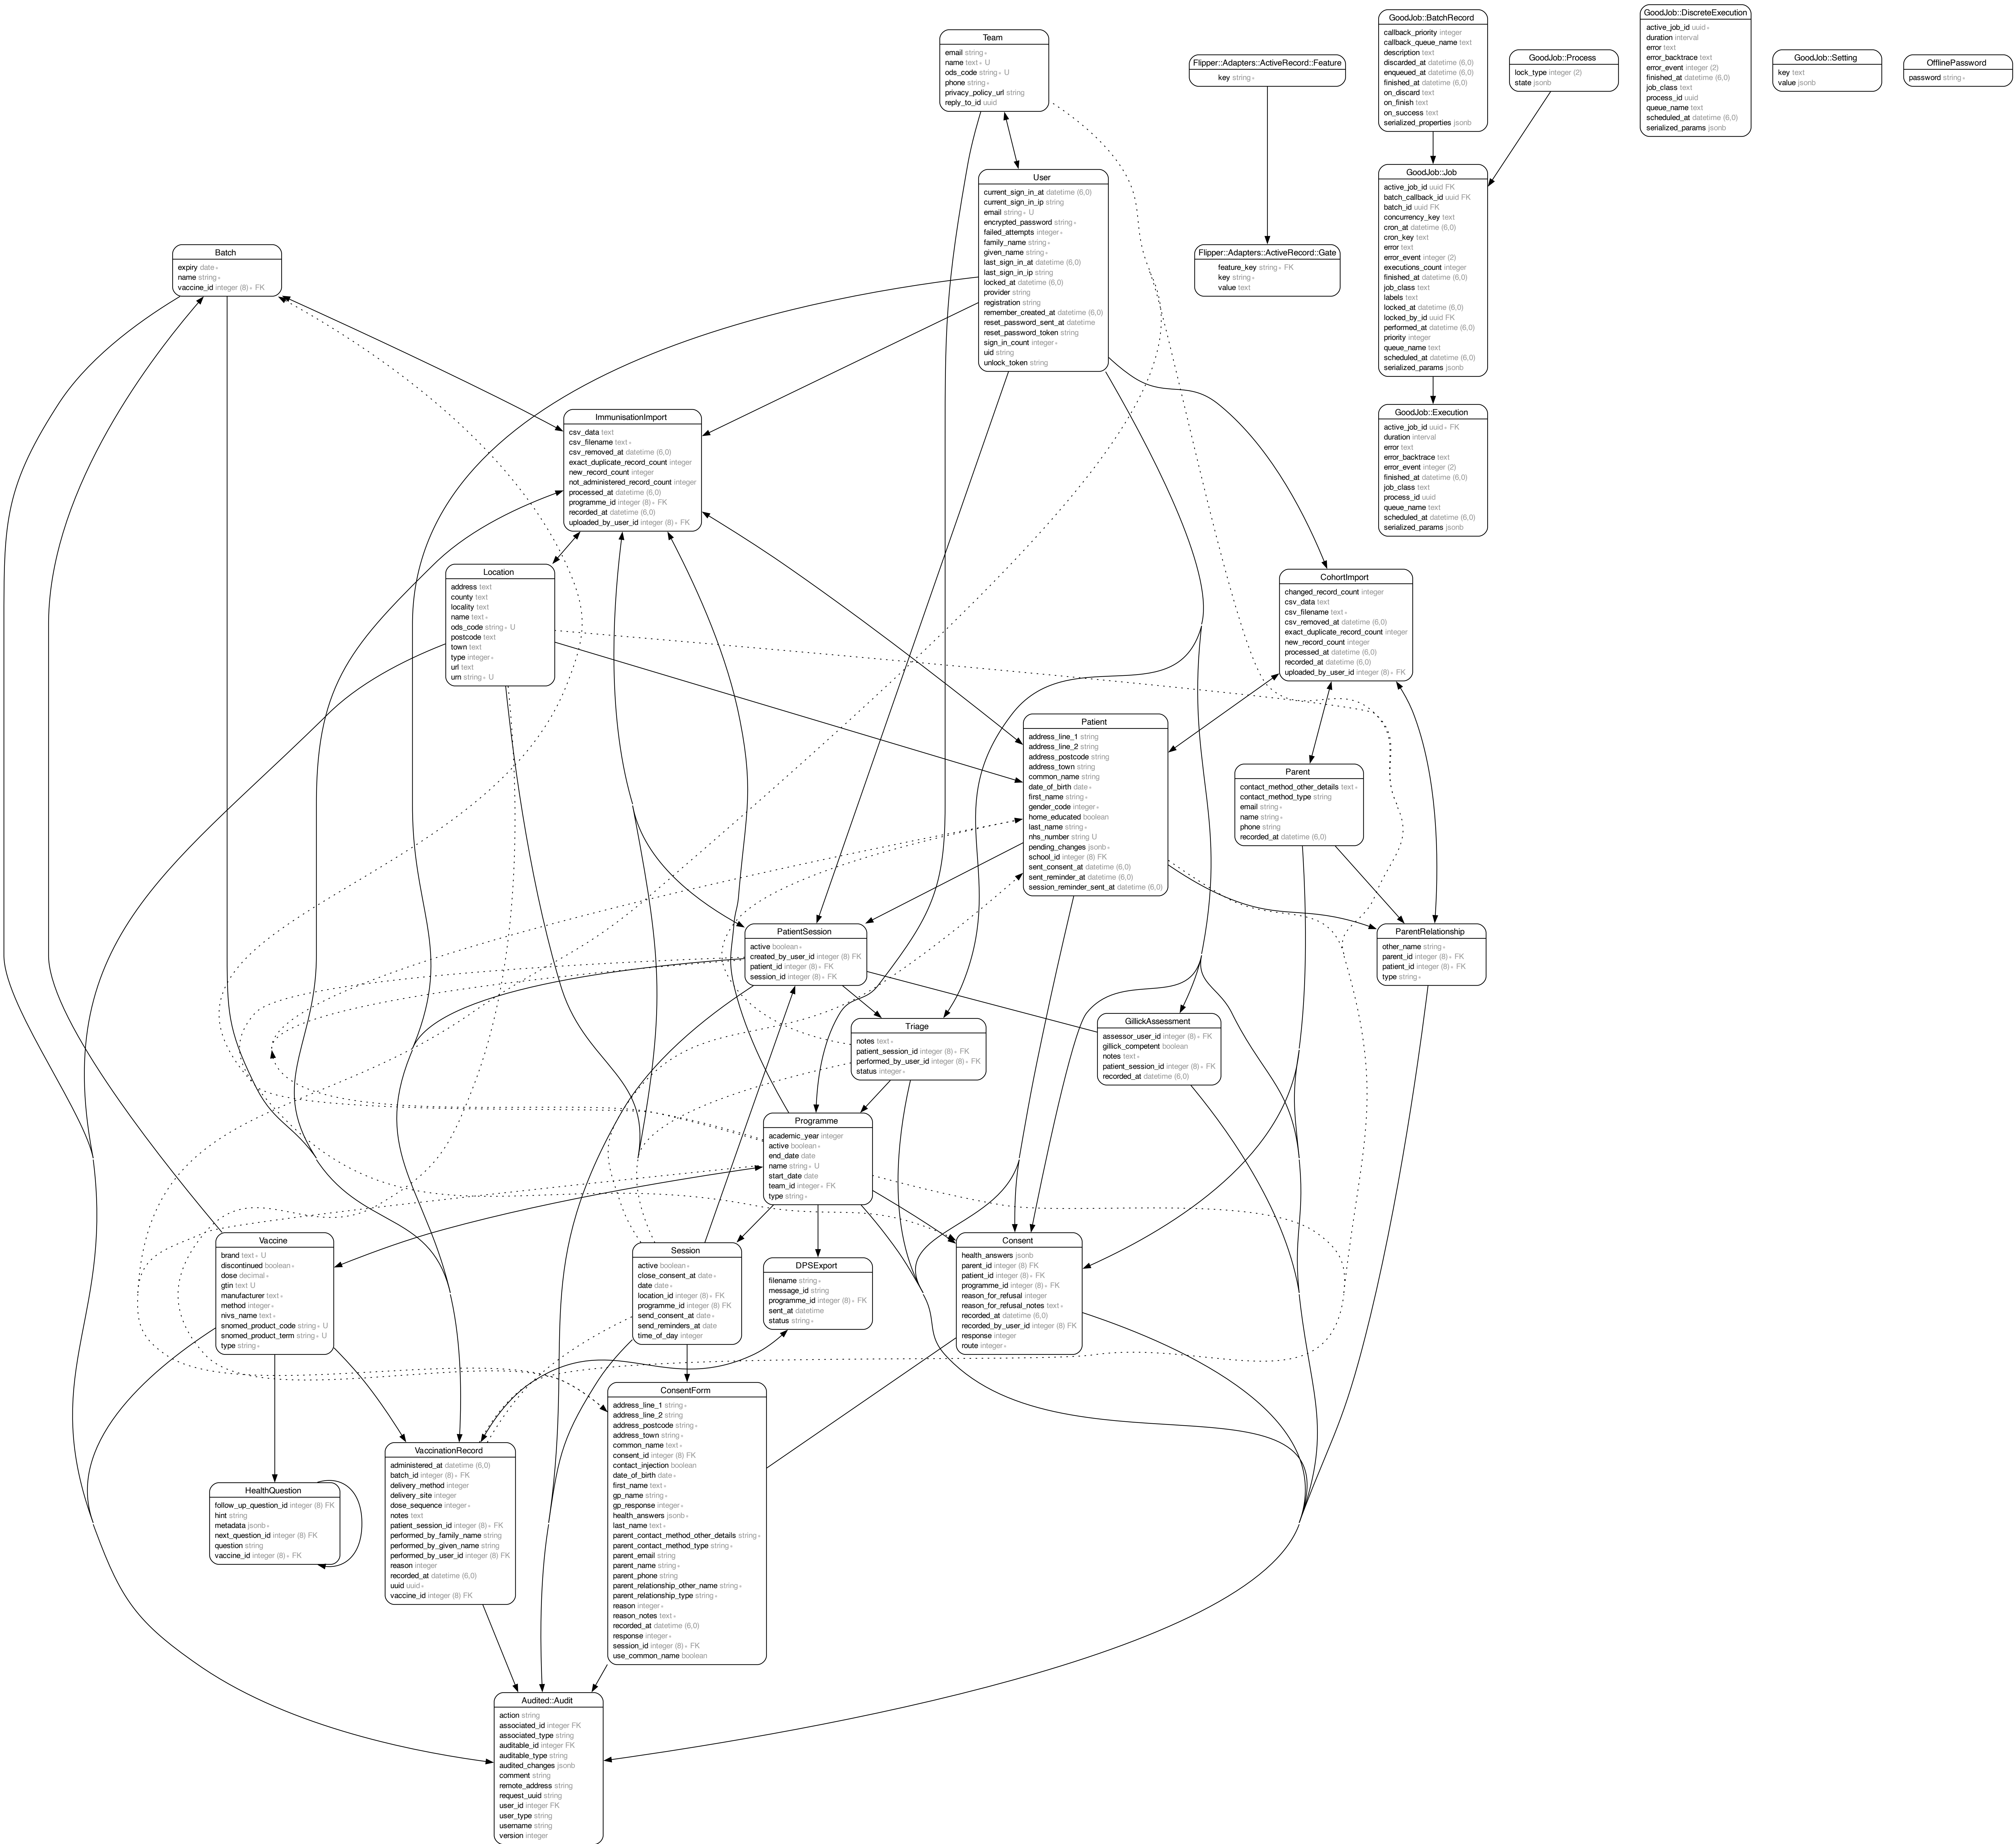 Team
email string ∗
name text ∗ U
ods_code string ∗ U
phone string ∗
privacy_policy_url string
reply_to_id uuid
Flipper::Adapters::ActiveRecord::Feature
key string ∗
GoodJob::BatchRecord
callback_priority integer
callback_queue_name text
description text
discarded_at datetime (6,0)
enqueued_at datetime (6,0)
finished_at datetime (6,0)
on_discard text
on_finish text
on_success text
serialized_properties jsonb
GoodJob::Process
lock_type integer (2)
state jsonb
GoodJob::DiscreteExecution
active_job_id uuid ∗
duration interval
error text
error_backtrace text
error_event integer (2)
finished_at datetime (6,0)
job_class text
process_id uuid
queue_name text
scheduled_at datetime (6,0)
serialized_params jsonb
GoodJob::Setting
key text
value jsonb
OfflinePassword
password string ∗
User
current_sign_in_at datetime (6,0)
current_sign_in_ip string
email string ∗ U
encrypted_password string ∗
failed_attempts integer ∗
family_name string ∗
given_name string ∗
last_sign_in_at datetime (6,0)
last_sign_in_ip string
locked_at datetime (6,0)
provider string
registration string
remember_created_at datetime (6,0)
reset_password_sent_at datetime
reset_password_token string
sign_in_count integer ∗
uid string
unlock_token string
GoodJob::Job
active_job_id uuid FK
batch_callback_id uuid FK
batch_id uuid FK
concurrency_key text
cron_at datetime (6,0)
cron_key text
error text
error_event integer (2)
executions_count integer
finished_at datetime (6,0)
job_class text
labels text
locked_at datetime (6,0)
locked_by_id uuid FK
performed_at datetime (6,0)
priority integer
queue_name text
scheduled_at datetime (6,0)
serialized_params jsonb
Batch
expiry date ∗
name string ∗
vaccine_id integer (8) ∗ FK
Flipper::Adapters::ActiveRecord::Gate
feature_key string ∗ FK
key string ∗
value text
ImmunisationImport
csv_data text
csv_filename text ∗
csv_removed_at datetime (6,0)
exact_duplicate_record_count integer
new_record_count integer
not_administered_record_count integer
processed_at datetime (6,0)
programme_id integer (8) ∗ FK
recorded_at datetime (6,0)
uploaded_by_user_id integer (8) ∗ FK
GoodJob::Execution
active_job_id uuid ∗ FK
duration interval
error text
error_backtrace text
error_event integer (2)
finished_at datetime (6,0)
job_class text
process_id uuid
queue_name text
scheduled_at datetime (6,0)
serialized_params jsonb
Location
address text
county text
locality text
name text ∗
ods_code string ∗ U
postcode text
town text
type integer ∗
url text
urn string ∗ U
CohortImport
changed_record_count integer
csv_data text
csv_filename text ∗
csv_removed_at datetime (6,0)
exact_duplicate_record_count integer
new_record_count integer
processed_at datetime (6,0)
recorded_at datetime (6,0)
uploaded_by_user_id integer (8) ∗ FK
Patient
address_line_1 string
address_line_2 string
address_postcode string
address_town string
common_name string
date_of_birth date ∗
first_name string ∗
gender_code integer ∗
home_educated boolean
last_name string ∗
nhs_number string U
pending_changes jsonb ∗
school_id integer (8) FK
sent_consent_at datetime (6,0)
sent_reminder_at datetime (6,0)
session_reminder_sent_at datetime (6,0)
Parent
contact_method_other_details text ∗
contact_method_type string
email string ∗
name string ∗
phone string
recorded_at datetime (6,0)
PatientSession
active boolean ∗
created_by_user_id integer (8) FK
patient_id integer (8) ∗ FK
session_id integer (8) ∗ FK
ParentRelationship
other_name string ∗
parent_id integer (8) ∗ FK
patient_id integer (8) ∗ FK
type string ∗
Triage
notes text ∗
patient_session_id integer (8) ∗ FK
performed_by_user_id integer (8) ∗ FK
status integer ∗
GillickAssessment
assessor_user_id integer (8) ∗ FK
gillick_competent boolean
notes text ∗
patient_session_id integer (8) ∗ FK
recorded_at datetime (6,0)
Programme
academic_year integer
active boolean ∗
end_date date
name string ∗ U
start_date date
team_id integer ∗ FK
type string ∗
Vaccine
brand text ∗ U
discontinued boolean ∗
dose decimal ∗
gtin text U
manufacturer text ∗
method integer ∗
nivs_name text ∗
snomed_product_code string ∗ U
snomed_product_term string ∗ U
type string ∗
Session
active boolean ∗
close_consent_at date ∗
date date ∗
location_id integer (8) ∗ FK
programme_id integer (8) FK
send_consent_at date ∗
send_reminders_at date
time_of_day integer
DPSExport
filename string ∗
message_id string
programme_id integer (8) ∗ FK
sent_at datetime
status string ∗
Consent
health_answers jsonb
parent_id integer (8) FK
patient_id integer (8) ∗ FK
programme_id integer (8) ∗ FK
reason_for_refusal integer
reason_for_refusal_notes text ∗
recorded_at datetime (6,0)
recorded_by_user_id integer (8) FK
response integer
route integer ∗
ConsentForm
address_line_1 string ∗
address_line_2 string
address_postcode string ∗
address_town string ∗
common_name text ∗
consent_id integer (8) FK
contact_injection boolean
date_of_birth date ∗
first_name text ∗
gp_name string ∗
gp_response integer ∗
health_answers jsonb ∗
last_name text ∗
parent_contact_method_other_details string ∗
parent_contact_method_type string ∗
parent_email string
parent_name string ∗
parent_phone string
parent_relationship_other_name string ∗
parent_relationship_type string ∗
reason integer ∗
reason_notes text ∗
recorded_at datetime (6,0)
response integer ∗
session_id integer (8) ∗ FK
use_common_name boolean
VaccinationRecord
administered_at datetime (6,0)
batch_id integer (8) ∗ FK
delivery_method integer
delivery_site integer
dose_sequence integer ∗
notes text
patient_session_id integer (8) ∗ FK
performed_by_family_name string
performed_by_given_name string
performed_by_user_id integer (8) FK
reason integer
recorded_at datetime (6,0)
uuid uuid ∗
vaccine_id integer (8) FK
HealthQuestion
follow_up_question_id integer (8) FK
hint string
metadata jsonb ∗
next_question_id integer (8) FK
question string
vaccine_id integer (8) ∗ FK
Audited::Audit
action string
associated_id integer FK
associated_type string
auditable_id integer FK
auditable_type string
audited_changes jsonb
comment string
remote_address string
request_uuid string
user_id integer FK
user_type string
username string
version integer